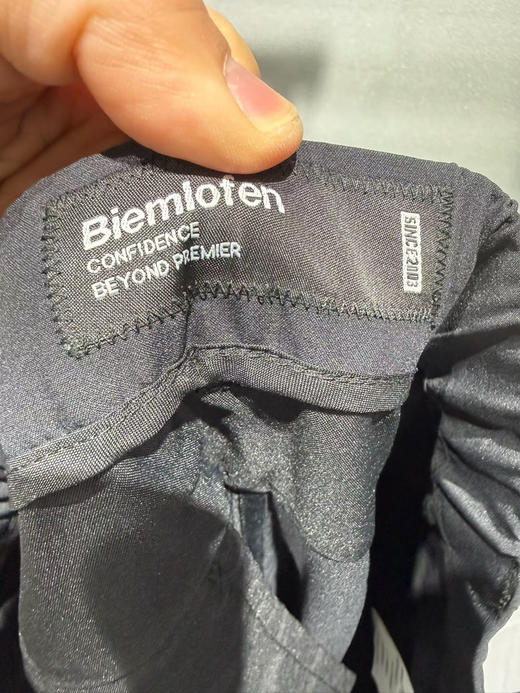 Biemlofen
CONFIDENCE
BEYOND PREMIER
SINCE2003